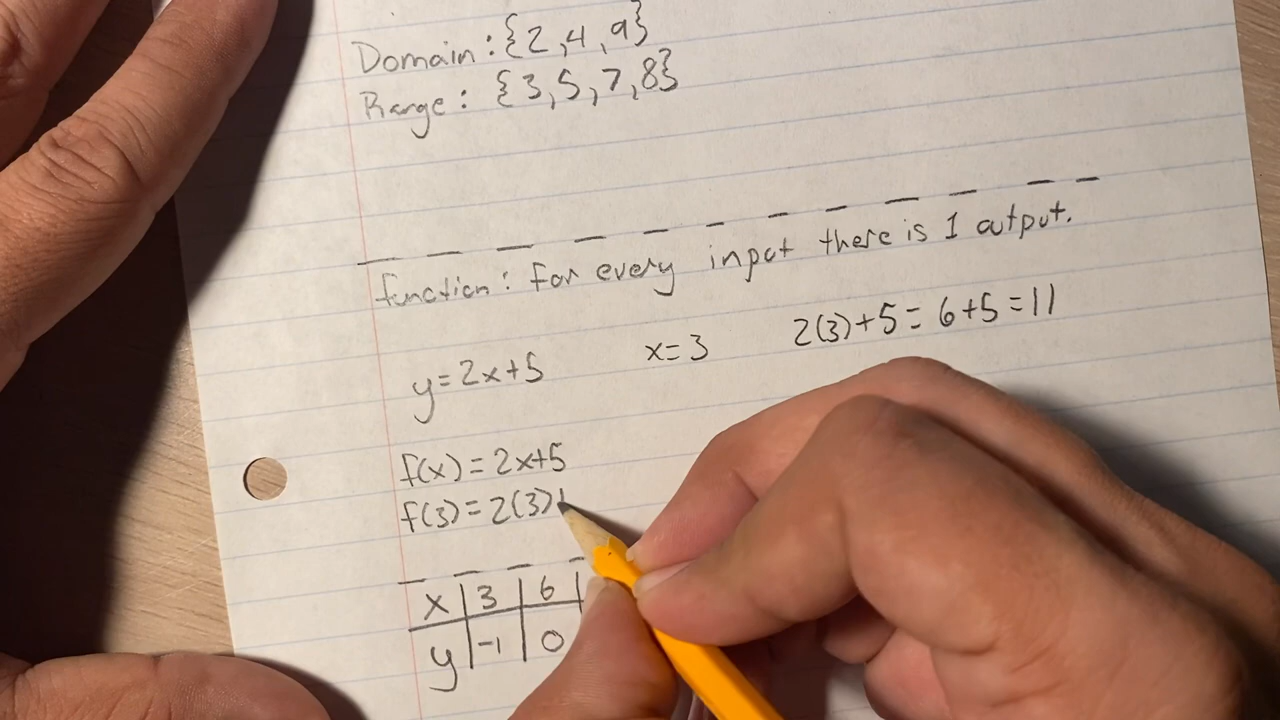 Domain: {2,4,9}
Range: {3,5,7,8}
function: for every input there is 1 output.
y=2x+5 x=3 2(3)+5=6+5=11
f(x)=2x+5
f(3)=2(3)
x 3 6
y -1 0